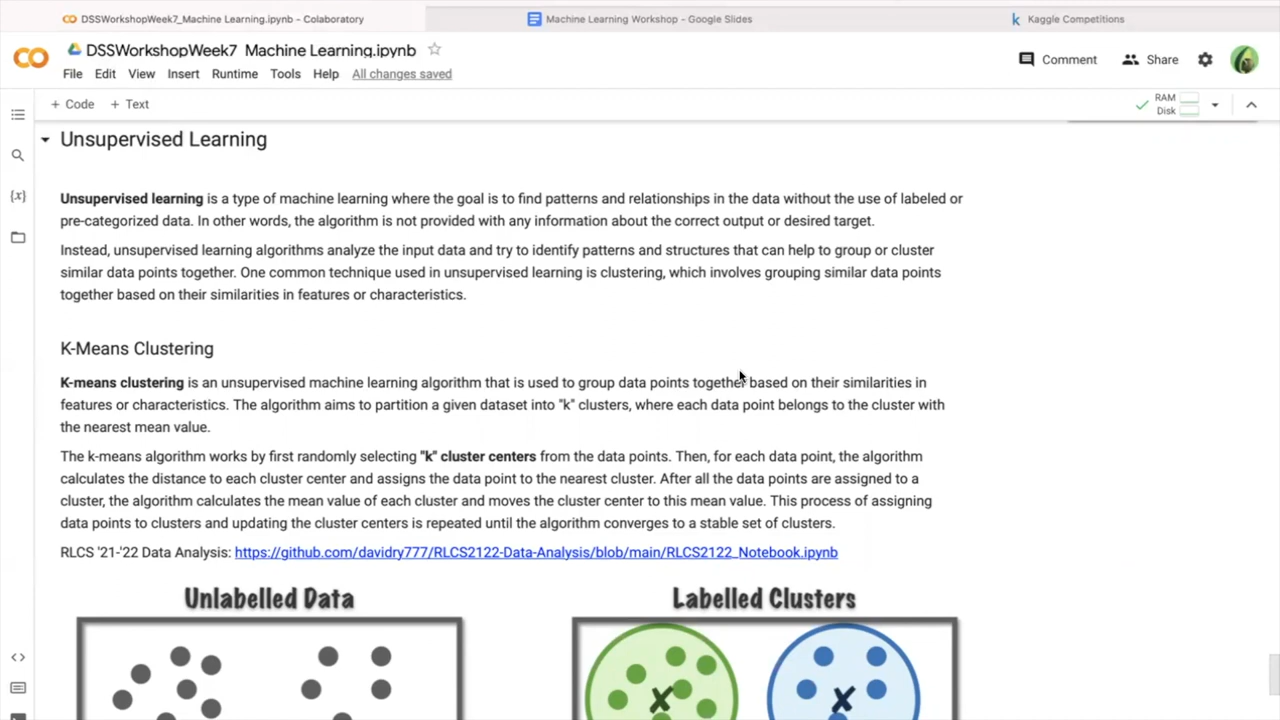 DSSWorkshopWeek7_Machine Learning.ipynb - Colaboratory
Machine Learning Workshop - Google Slides
Kaggle Competitions
DSSWorkshopWeek7 Machine Learning.ipynb
Comment
Share
File Edit View Insert Runtime Tools Help All changes saved
+ Code + Text
RAM
Disk
Unsupervised Learning
Unsupervised learning is a type of machine learning where the goal is to find patterns and relationships in the data without the use of labeled or
pre-categorized data. In other words, the algorithm is not provided with any information about the correct output or desired target.
Instead, unsupervised learning algorithms analyze the input data and try to identify patterns and structures that can help to group or cluster
similar data points together. One common technique used in unsupervised learning is clustering, which involves grouping similar data points
together based on their similarities in features or characteristics.
K-Means Clustering
K-means clustering is an unsupervised machine learning algorithm that is used to group data points together based on their similarities in
features or characteristics. The algorithm aims to partition a given dataset into "k" clusters, where each data point belongs to the cluster with
the nearest mean value.
The k-means algorithm works by first randomly selecting "k" cluster centers from the data points. Then, for each data point, the algorithm
calculates the distance to each cluster center and assigns the data point to the nearest cluster. After all the data points are assigned to a
cluster, the algorithm calculates the mean value of each cluster and moves the cluster center to this mean value. This process of assigning
data points to clusters and updating the cluster centers is repeated until the algorithm converges to a stable set of clusters.
RLCS '21-'22 Data Analysis: https://github.com/davidry777/RLCS2122-Data-Analysis/blob/main/RLCS2122_Notebook.ipynb
Unlabelled Data
Labelled Clusters